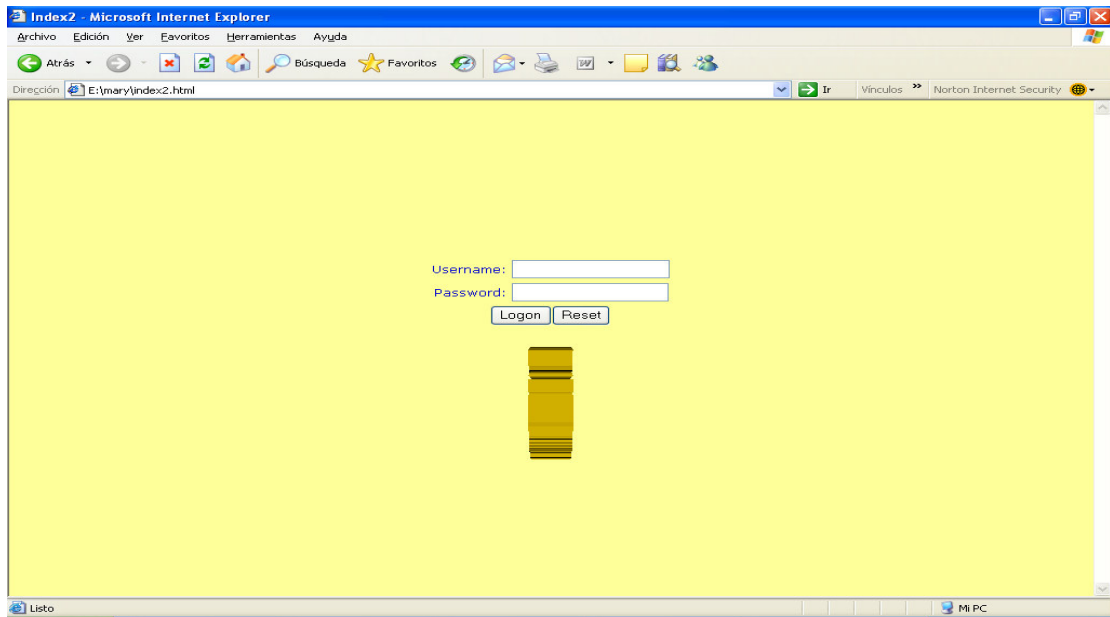 Index2 - Microsoft Internet Explorer
Archivo Edición Ver Favoritos Herramientas Ayuda
Atrás Búsqueda Favoritos
Dirección E:\mary\index2.html Ir Vínculos » Norton Internet Security
Username:
Password:
Logon Reset
Listo Mi PC